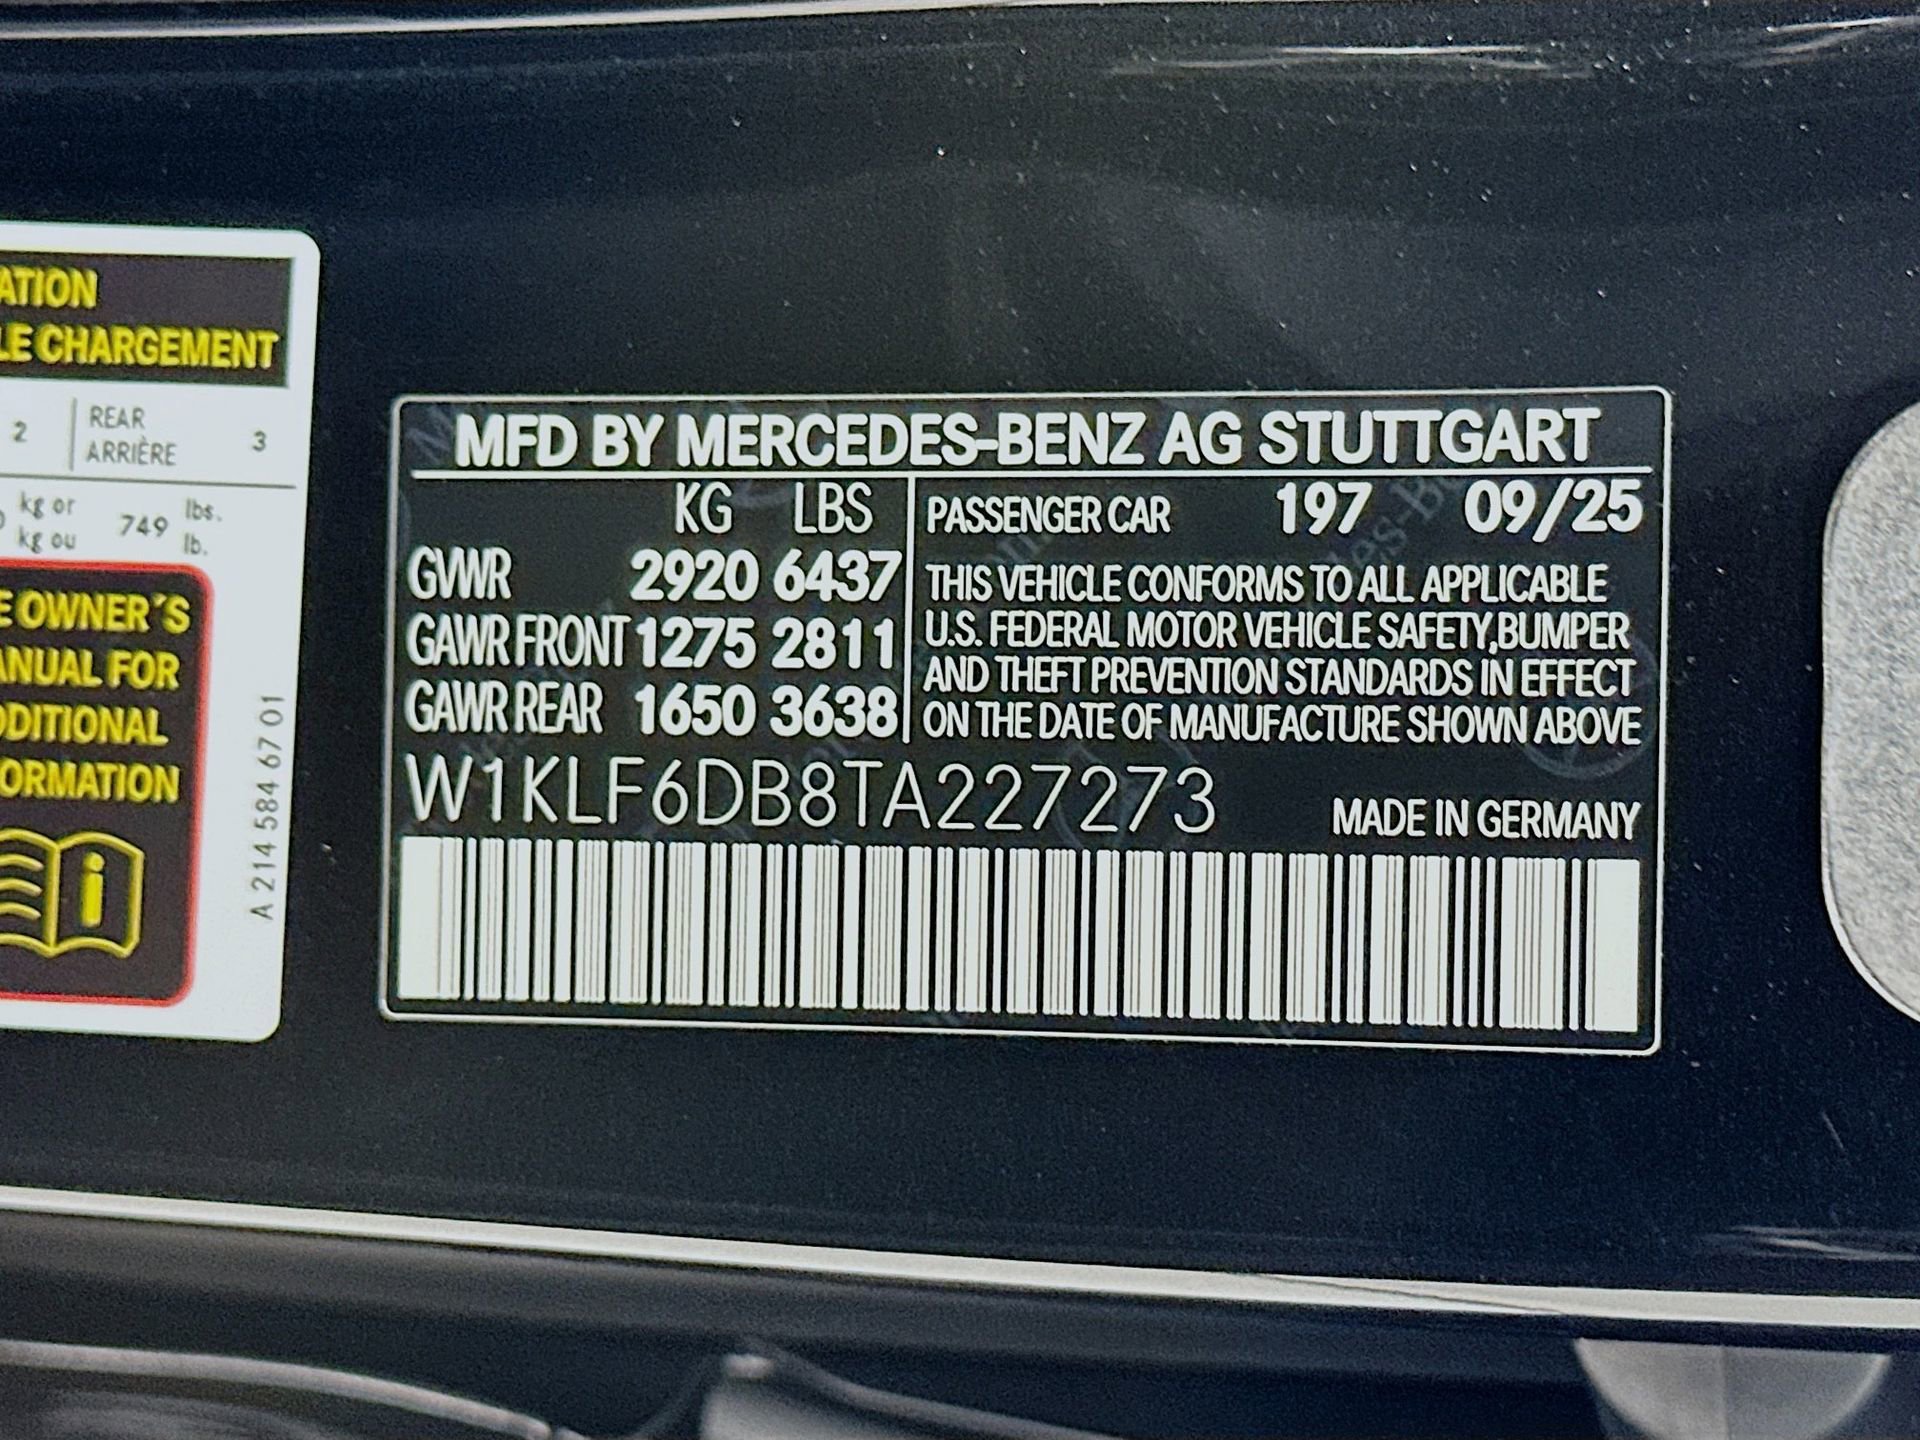 ATION
LE CHARGEMENT
2 REAR 3
ARRIÈRE
kg or 749 lbs.
kg ou lb.
E OWNER´S
ANUAL FOR
DDITIONAL
FORMATION
A 214 584 67 01
MFD BY MERCEDES-BENZ AG STUTTGART
KG LBS
GVWR 2920 6437
GAWR FRONT 1275 2811
GAWR REAR 1650 3638
PASSENGER CAR 197 09/25
THIS VEHICLE CONFORMS TO ALL APPLICABLE
U.S. FEDERAL MOTOR VEHICLE SAFETY,BUMPER
AND THEFT PREVENTION STANDARDS IN EFFECT
ON THE DATE OF MANUFACTURE SHOWN ABOVE
W1KLF6DB8TA227273
MADE IN GERMANY